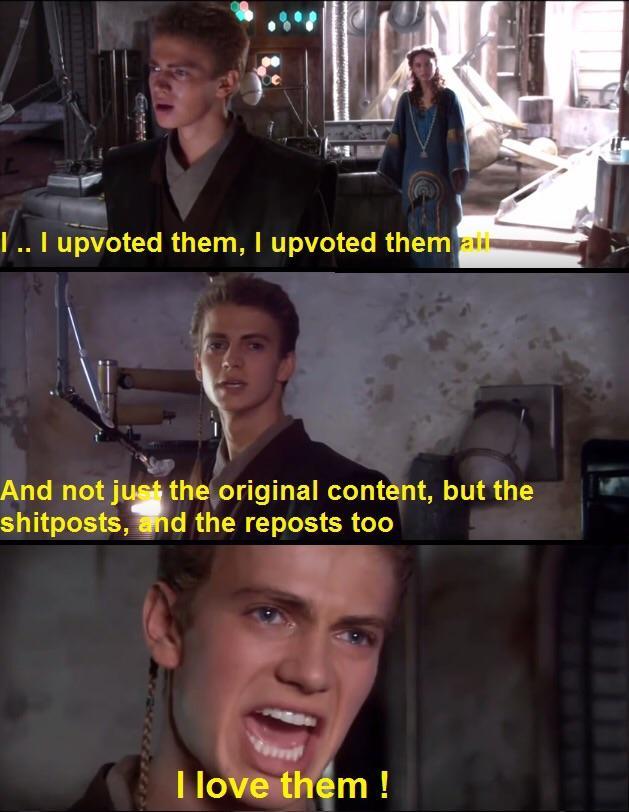 I .. I upvoted them, I upvoted them all
And not just the original content, but the
shitposts, and the reposts too
I love them !